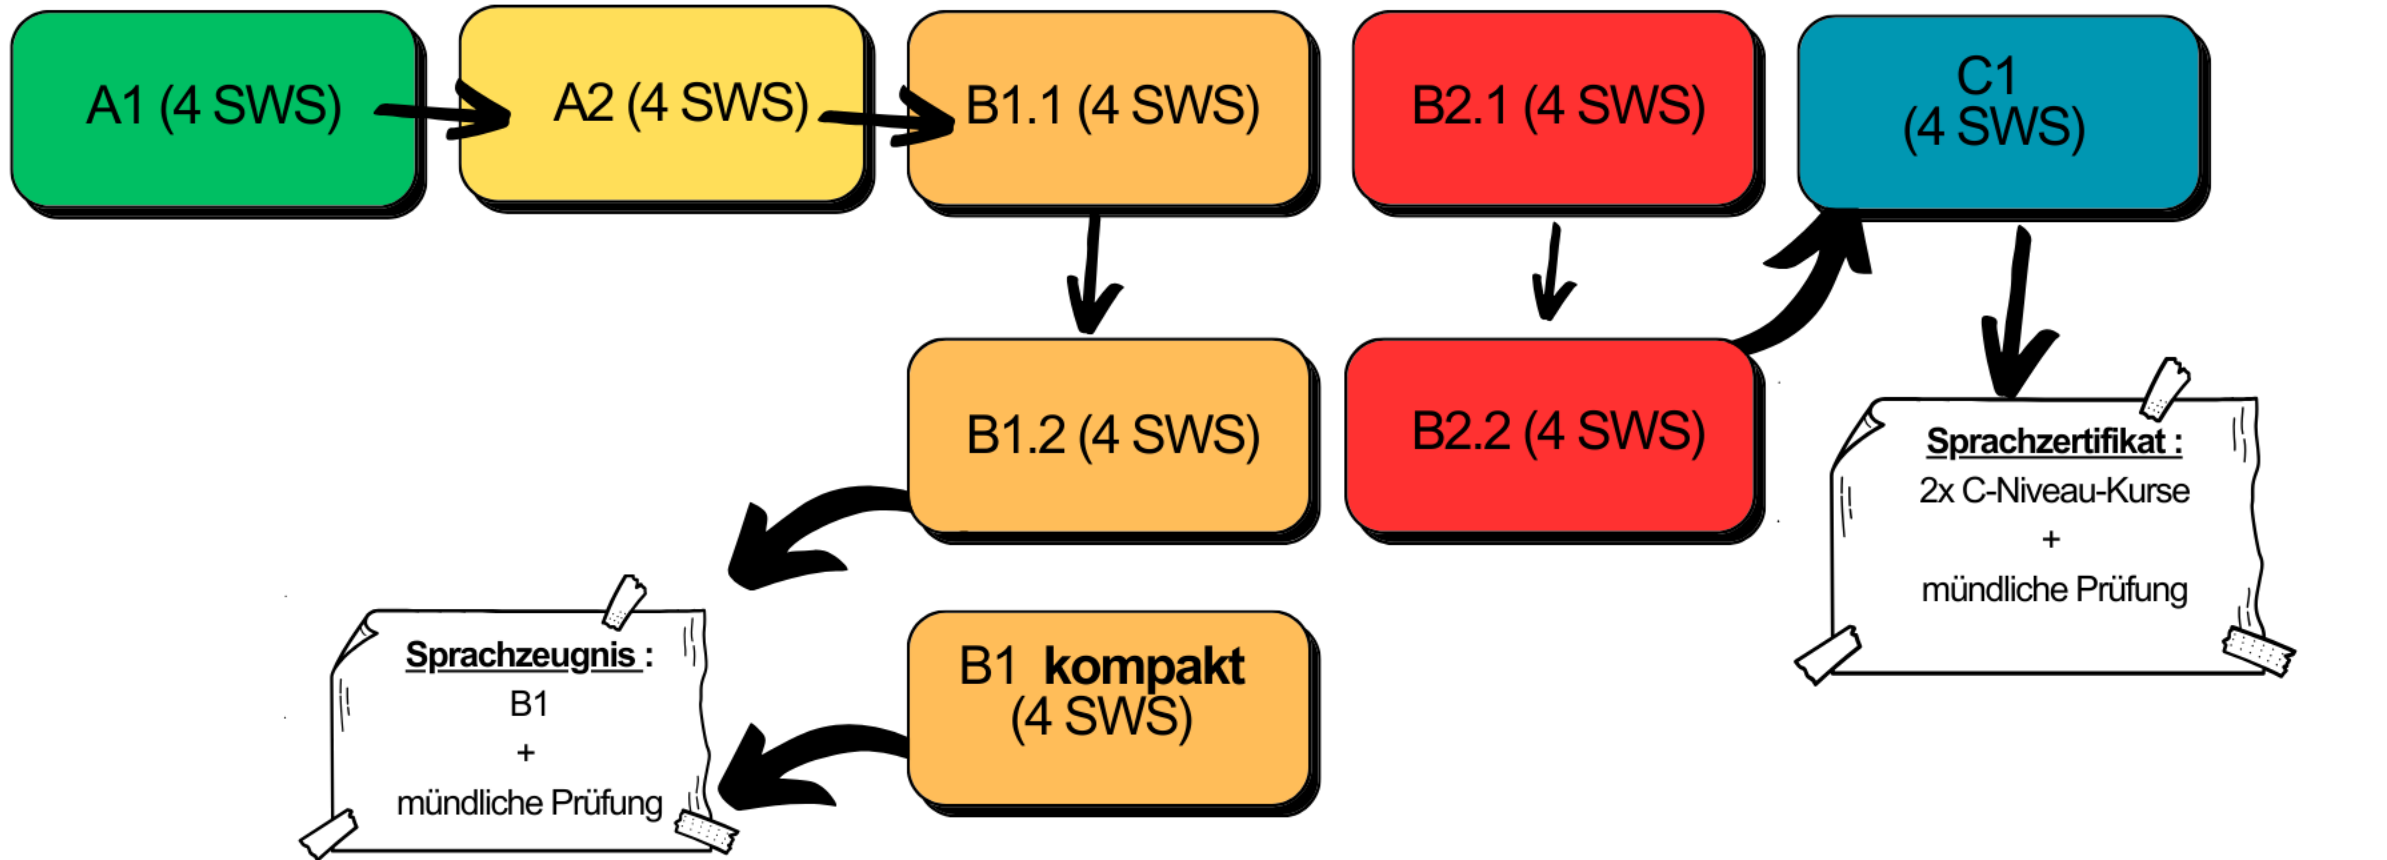 A1 (4 SWS)
A2 (4 SWS)
B1.1 (4 SWS)
B2.1 (4 SWS)
C1
(4 SWS)
B1.2 (4 SWS)
B2.2 (4 SWS)
Sprachzertifikat :
2x C-Niveau-Kurse
+
mündliche Prüfung
Sprachzeugnis :
B1
+
mündliche Prüfung
B1 kompakt
(4 SWS)